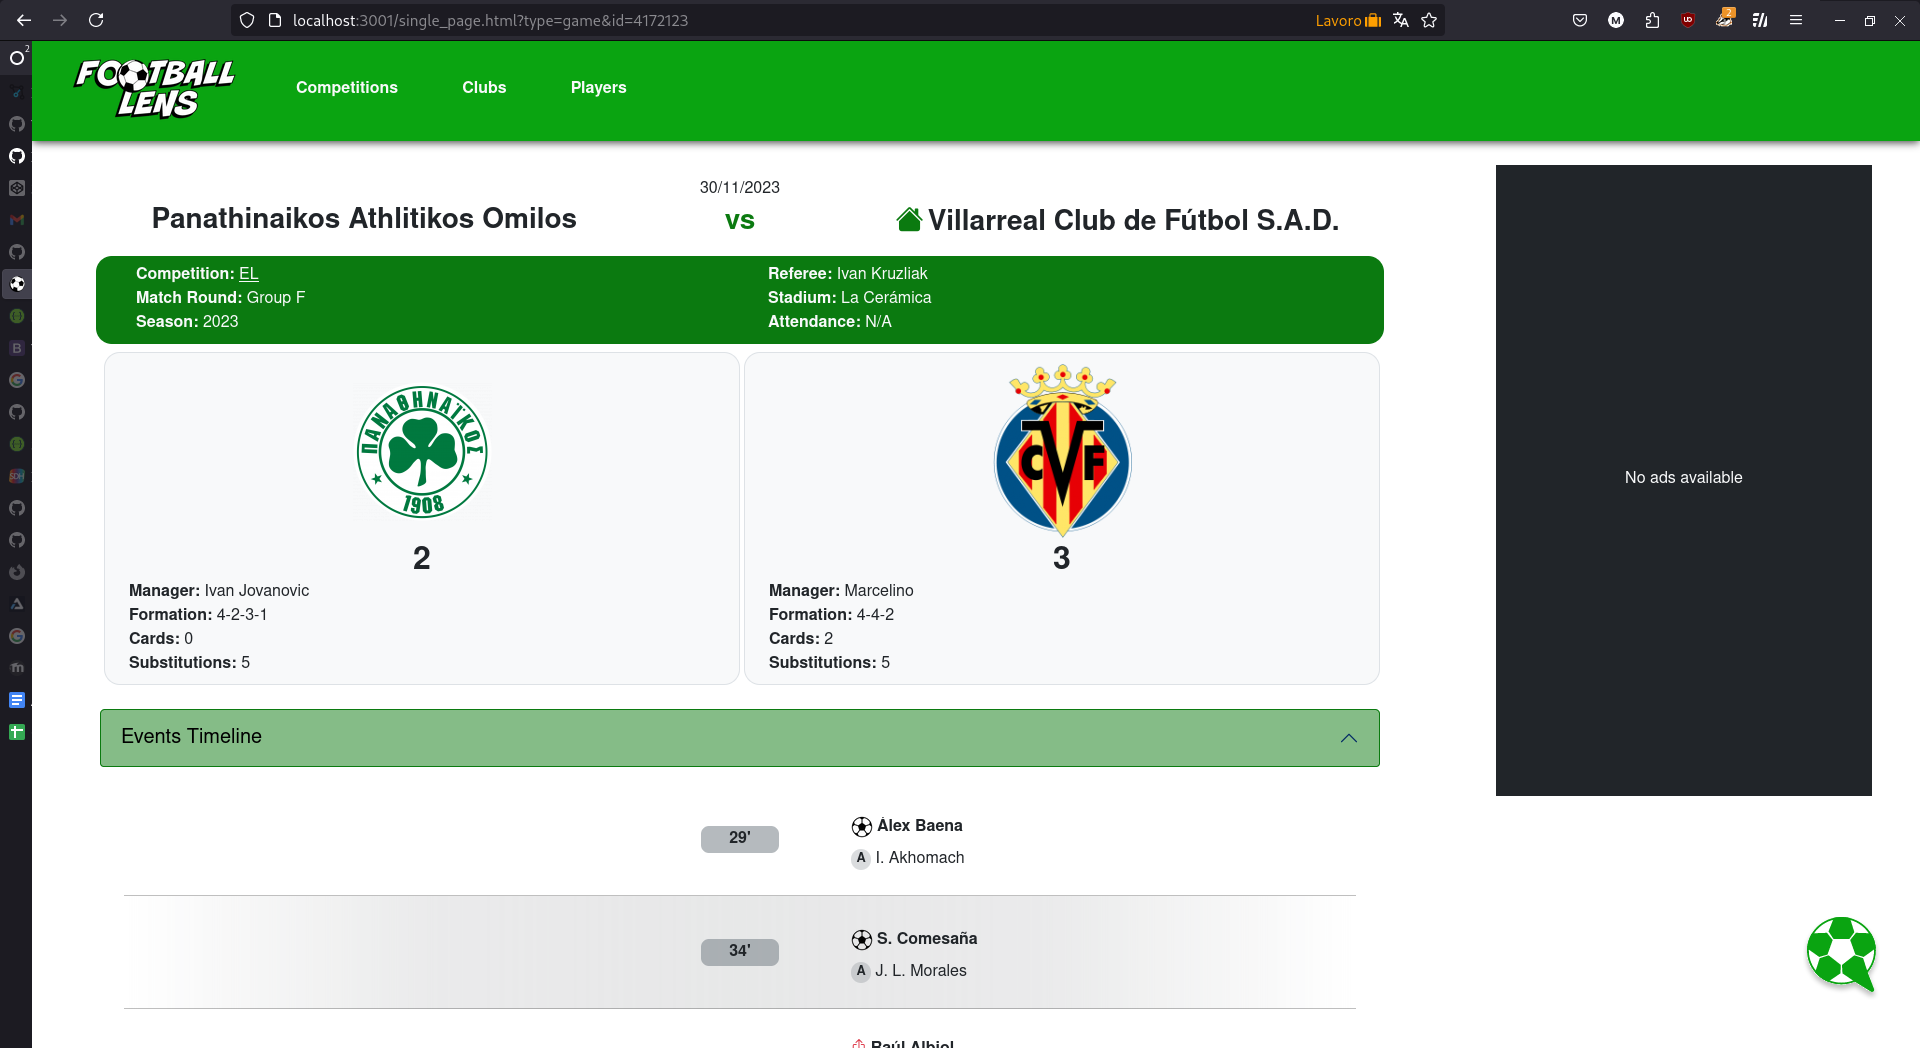 localhost:3001/single_page.html?type=game&id=4172123
Lavoro
2
2
FOOTBALL
LENS
Competitions
Clubs
Players
30/11/2023
Panathinaikos Athlitikos Omilos
vs
Villarreal Club de Fútbol S.A.D.
Competition: EL
Match Round: Group F
Season: 2023
Referee: Ivan Kruzliak
Stadium: La Cerámica
Attendance: N/A
ΠΑΝΑΘΗΝΑΪΚΟΣ
1908
CVF
2
Manager: Ivan Jovanovic
Formation: 4-2-3-1
Cards: 0
Substitutions: 5
3
Manager: Marcelino
Formation: 4-4-2
Cards: 2
Substitutions: 5
No ads available
Events Timeline
29'
Álex Baena
A I. Akhomach
34'
S. Comesaña
A J. L. Morales
Raúl Albiol